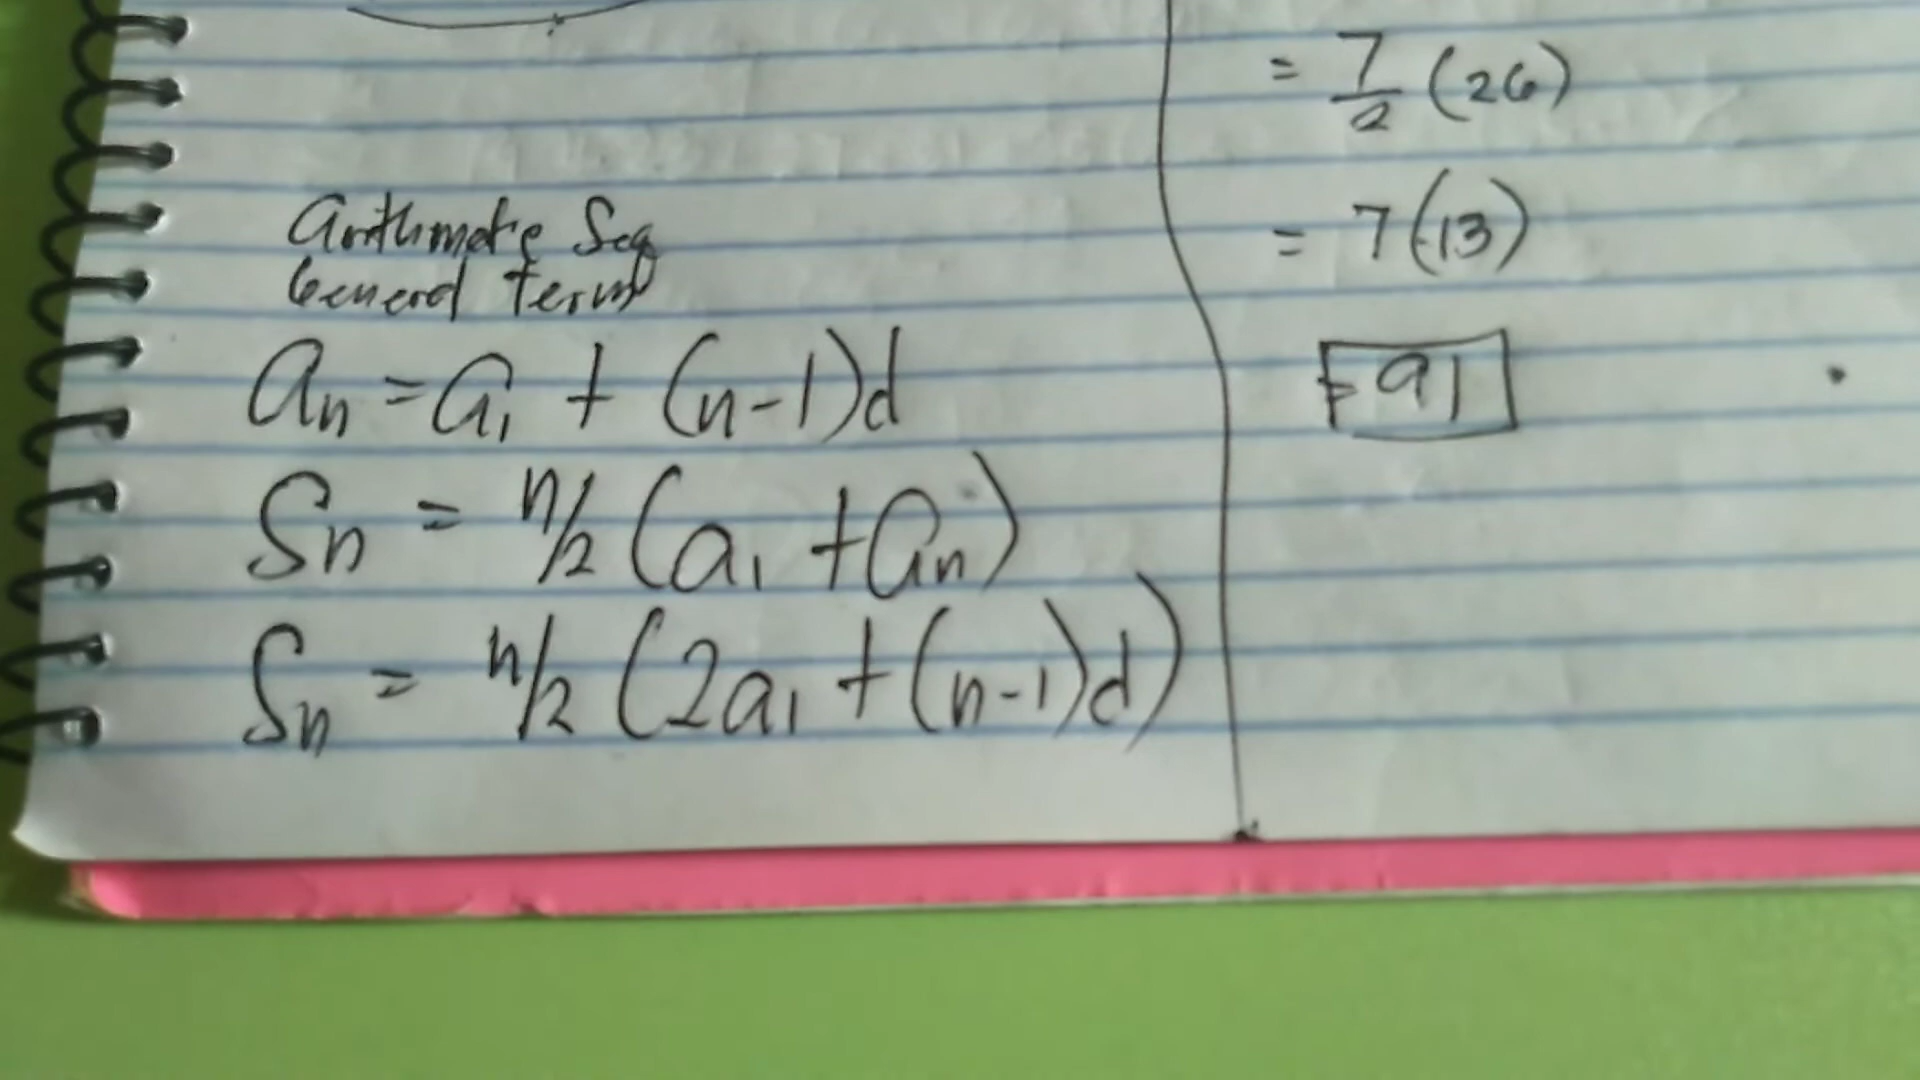 Arithmetic Seq
General Term
an = a1 + (n-1)d
Sn = n/2 (a1 + an)
Sn = n/2 (2a1 + (n-1)d)
= 7/2 (26)
= 7(13)
= 91